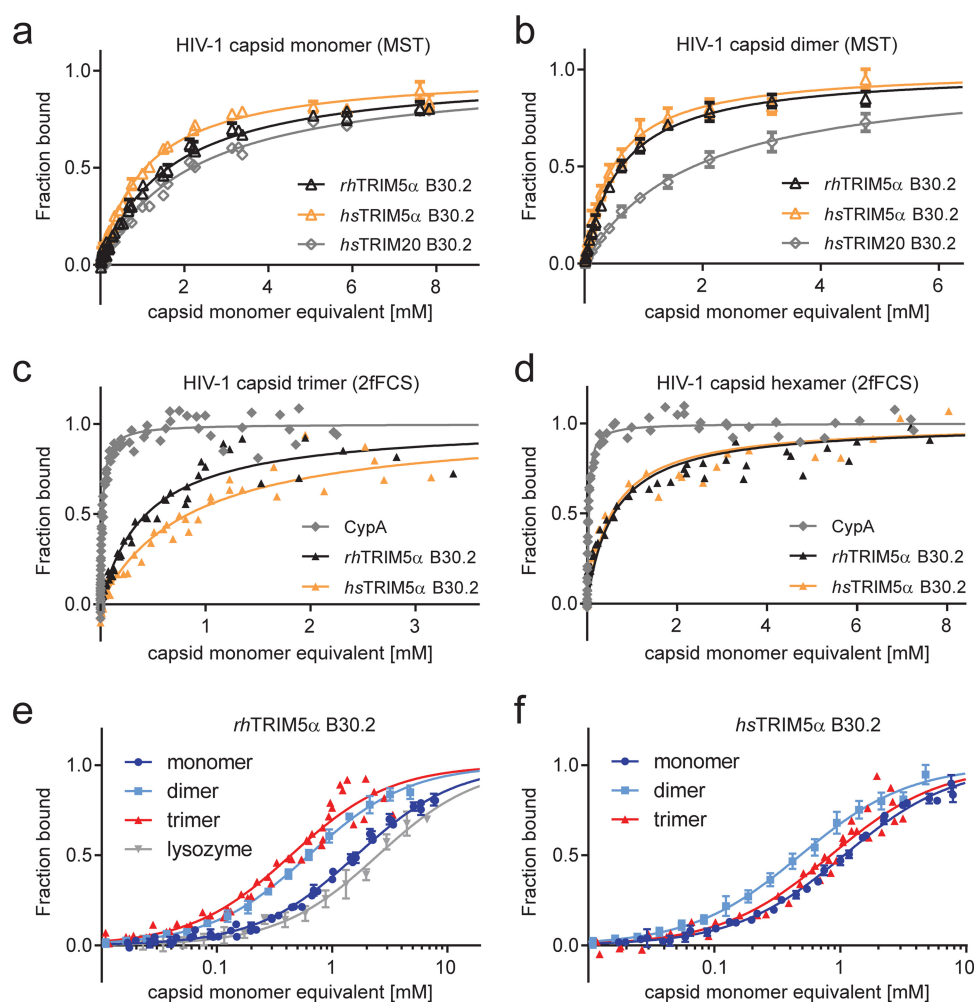 a
HIV-1 capsid monomer (MST)
1.0
0.5
0.0
Fraction bound
rhTRIM5α B30.2
hsTRIM5α B30.2
hsTRIM20 B30.2
2 4 6 8
capsid monomer equivalent [mM]
b
HIV-1 capsid dimer (MST)
1.0
0.5
0.0
Fraction bound
rhTRIM5α B30.2
hsTRIM5α B30.2
hsTRIM20 B30.2
2 4 6
capsid monomer equivalent [mM]
c
HIV-1 capsid trimer (2fFCS)
1.0
0.5
0.0
Fraction bound
CypA
rhTRIM5α B30.2
hsTRIM5α B30.2
1 2 3
capsid monomer equivalent [mM]
d
HIV-1 capsid hexamer (2fFCS)
1.0
0.5
0.0
Fraction bound
CypA
rhTRIM5α B30.2
hsTRIM5α B30.2
2 4 6 8
capsid monomer equivalent [mM]
e
rhTRIM5α B30.2
1.0
0.5
0.0
Fraction bound
monomer
dimer
trimer
lysozyme
0.1 1 10
capsid monomer equivalent [mM]
f
hsTRIM5α B30.2
1.0
0.5
0.0
Fraction bound
monomer
dimer
trimer
0.1 1 10
capsid monomer equivalent [mM]